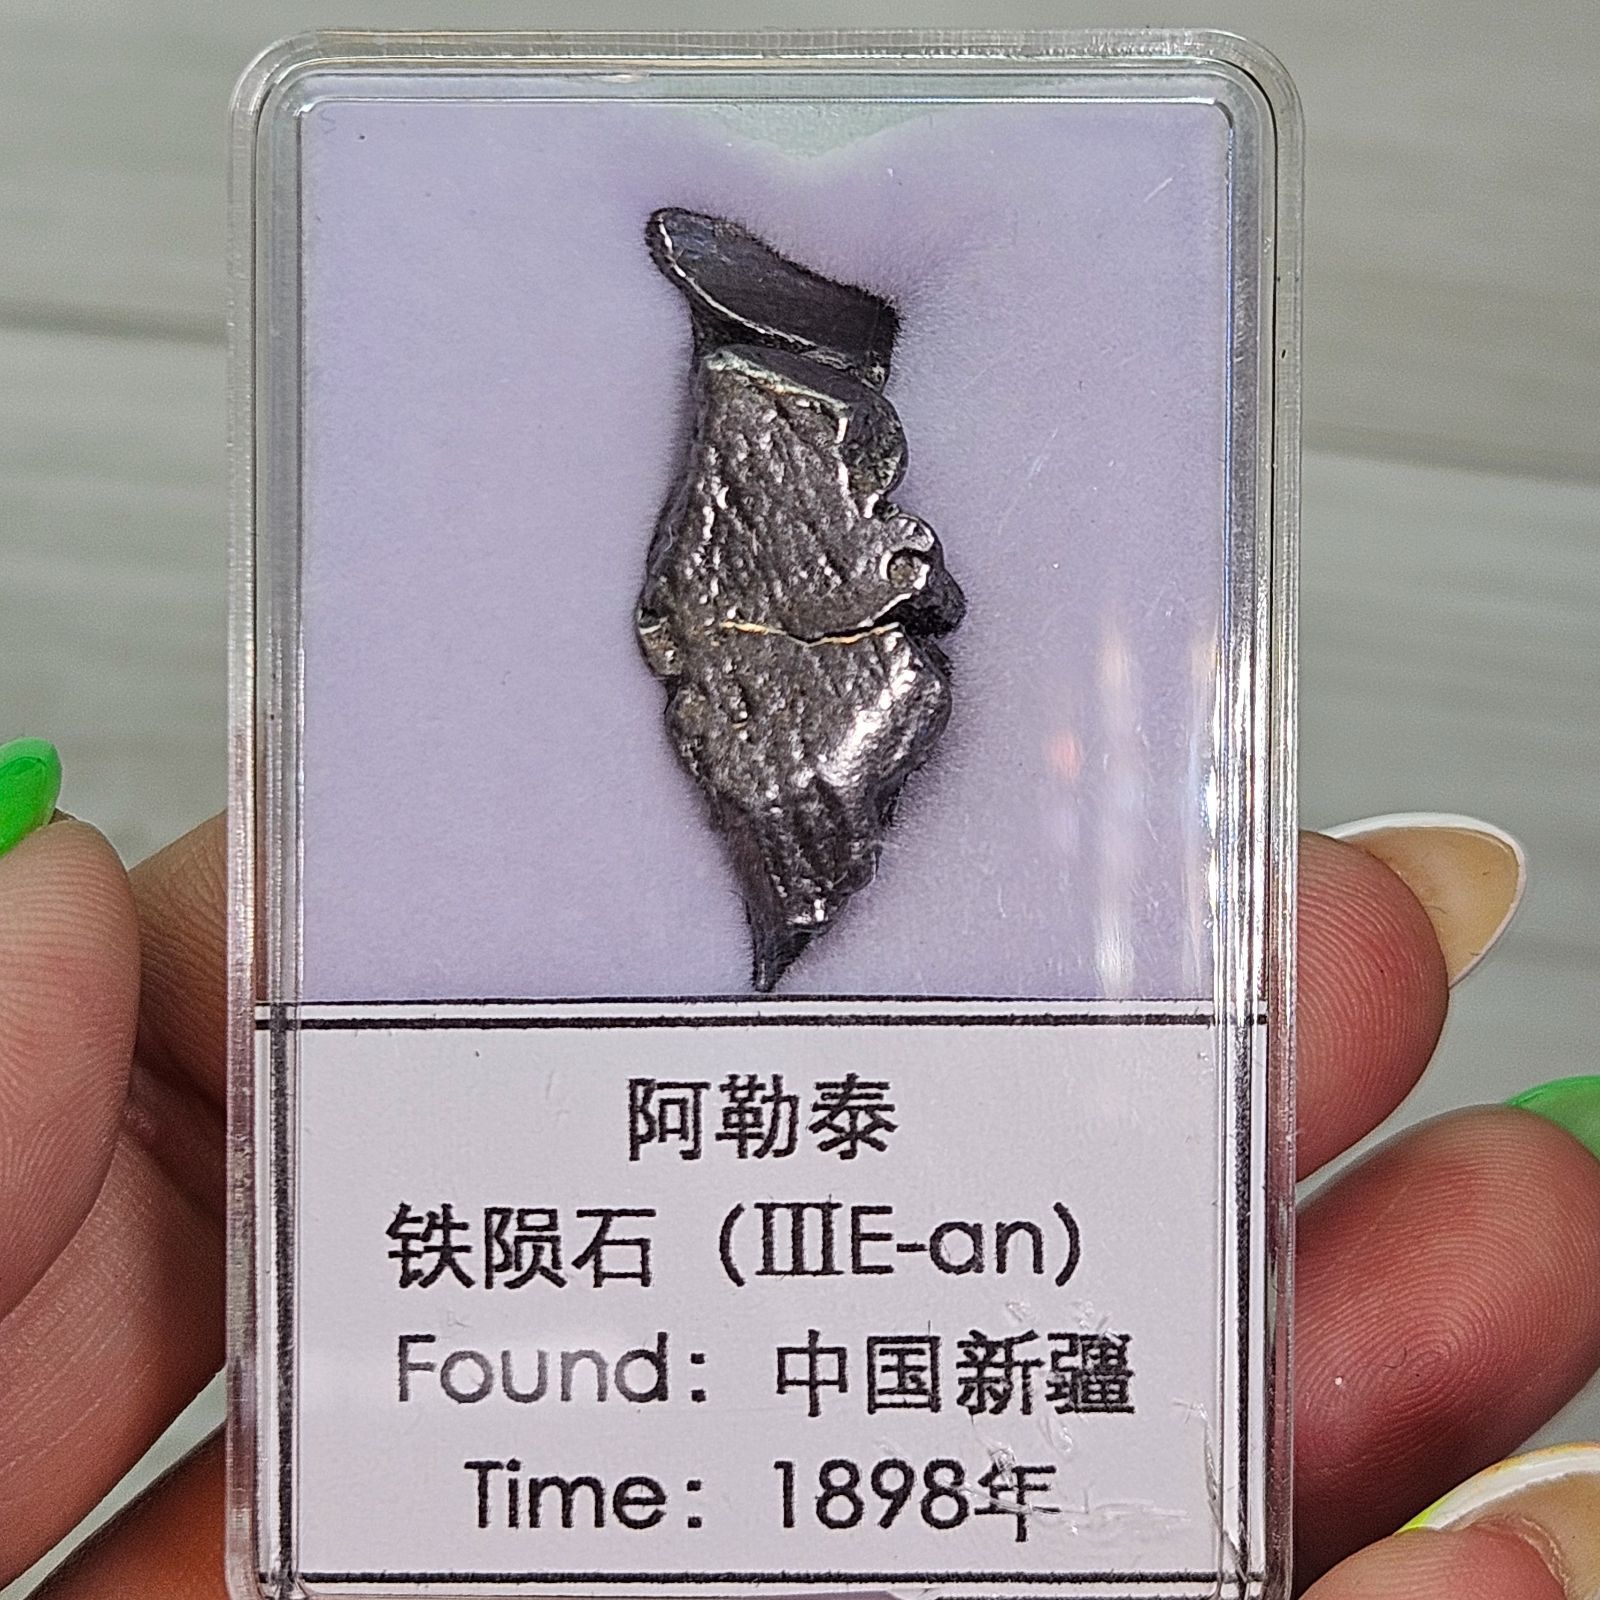 阿勒泰
铁陨石（ⅢE-an）
Found：中国新疆
Time：1898年